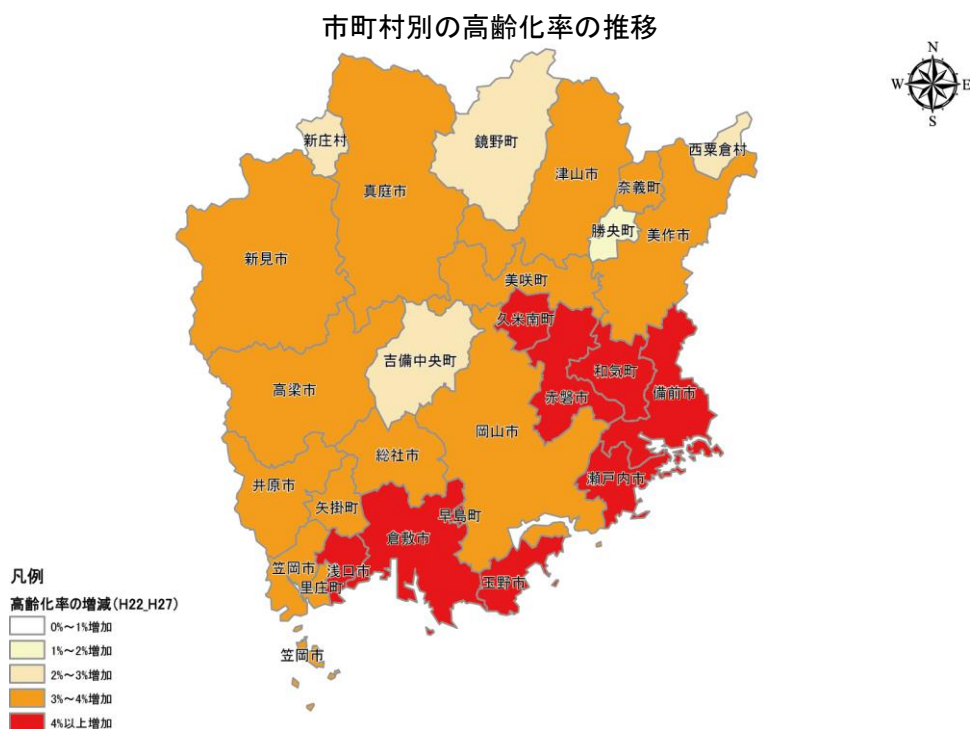 市町村別の高齢化率の推移
N
W E
S
新庄村
鏡野町
西粟倉村
真庭市
津山市
奈義町
勝央町
美作市
新見市
美咲町
久米南町
吉備中央町
和気町
高梁市
赤磐市
備前市
岡山市
総社市
瀬戸内市
井原市
矢掛町
早島町
倉敷市
笠岡市
浅口市
里庄町
玉野市
笠岡市
凡例
高齢化率の増減(H22_H27)
0%~1%増加
1%~2%増加
2%~3%増加
3%~4%増加
4%以上増加